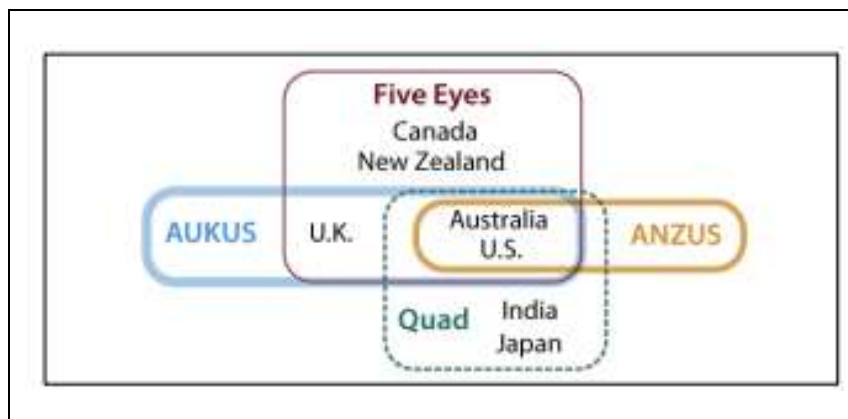 Five Eyes
Canada
New Zealand
AUKUS
U.K.
Australia
U.S.
ANZUS
Quad
India
Japan